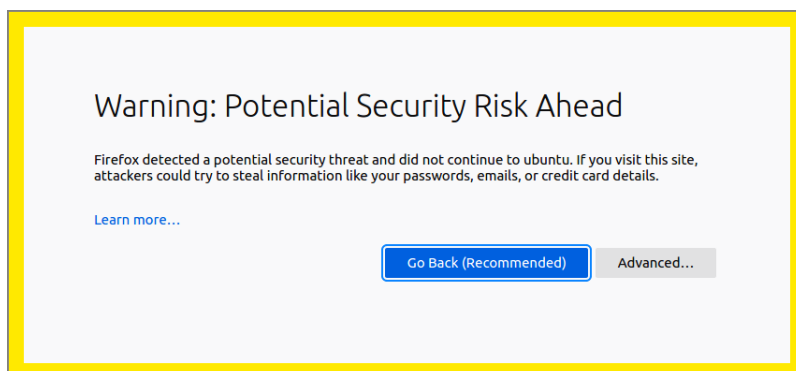 Warning: Potential Security Risk Ahead
Firefox detected a potential security threat and did not continue to ubuntu. If you visit this site,
attackers could try to steal information like your passwords, emails, or credit card details.
Learn more…
Go Back (Recommended)
Advanced…